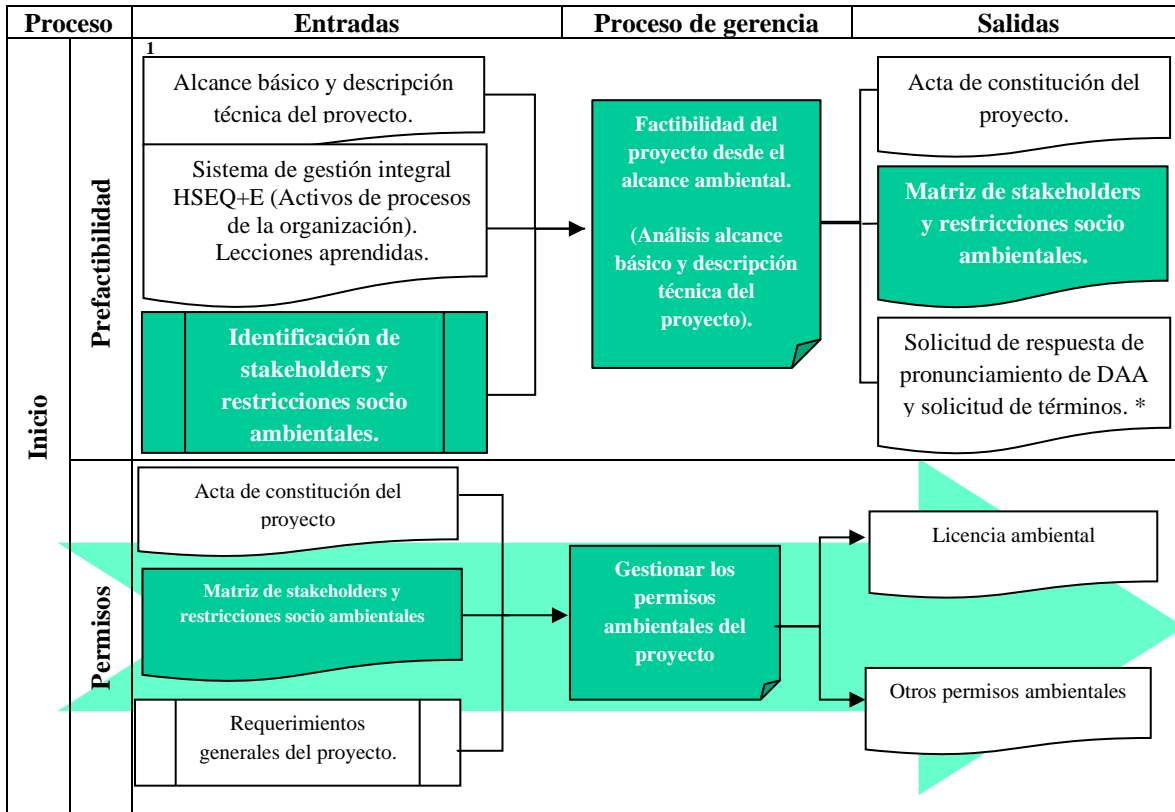 Proceso
Entradas
Proceso de gerencia
Salidas
Inicio
Prefactibilidad
1
Alcance básico y descripción
técnica del proyecto.
Sistema de gestión integral
HSEQ+E (Activos de procesos
de la organización).
Lecciones aprendidas.
Identificación de
stakeholders y
restricciones socio
ambientales.
Factibilidad del
proyecto desde el
alcance ambiental.
(Análisis alcance
básico y descripción
técnica del
proyecto).
Acta de constitución del
proyecto.
Matriz de stakeholders
y restricciones socio
ambientales.
Solicitud de respuesta de
pronunciamiento de DAA
y solicitud de términos. *
Permisos
Acta de constitución del
proyecto
Matriz de stakeholders y
restricciones socio ambientales
Requerimientos
generales del proyecto.
Gestionar los
permisos
ambientales del
proyecto
Licencia ambiental
Otros permisos ambientales